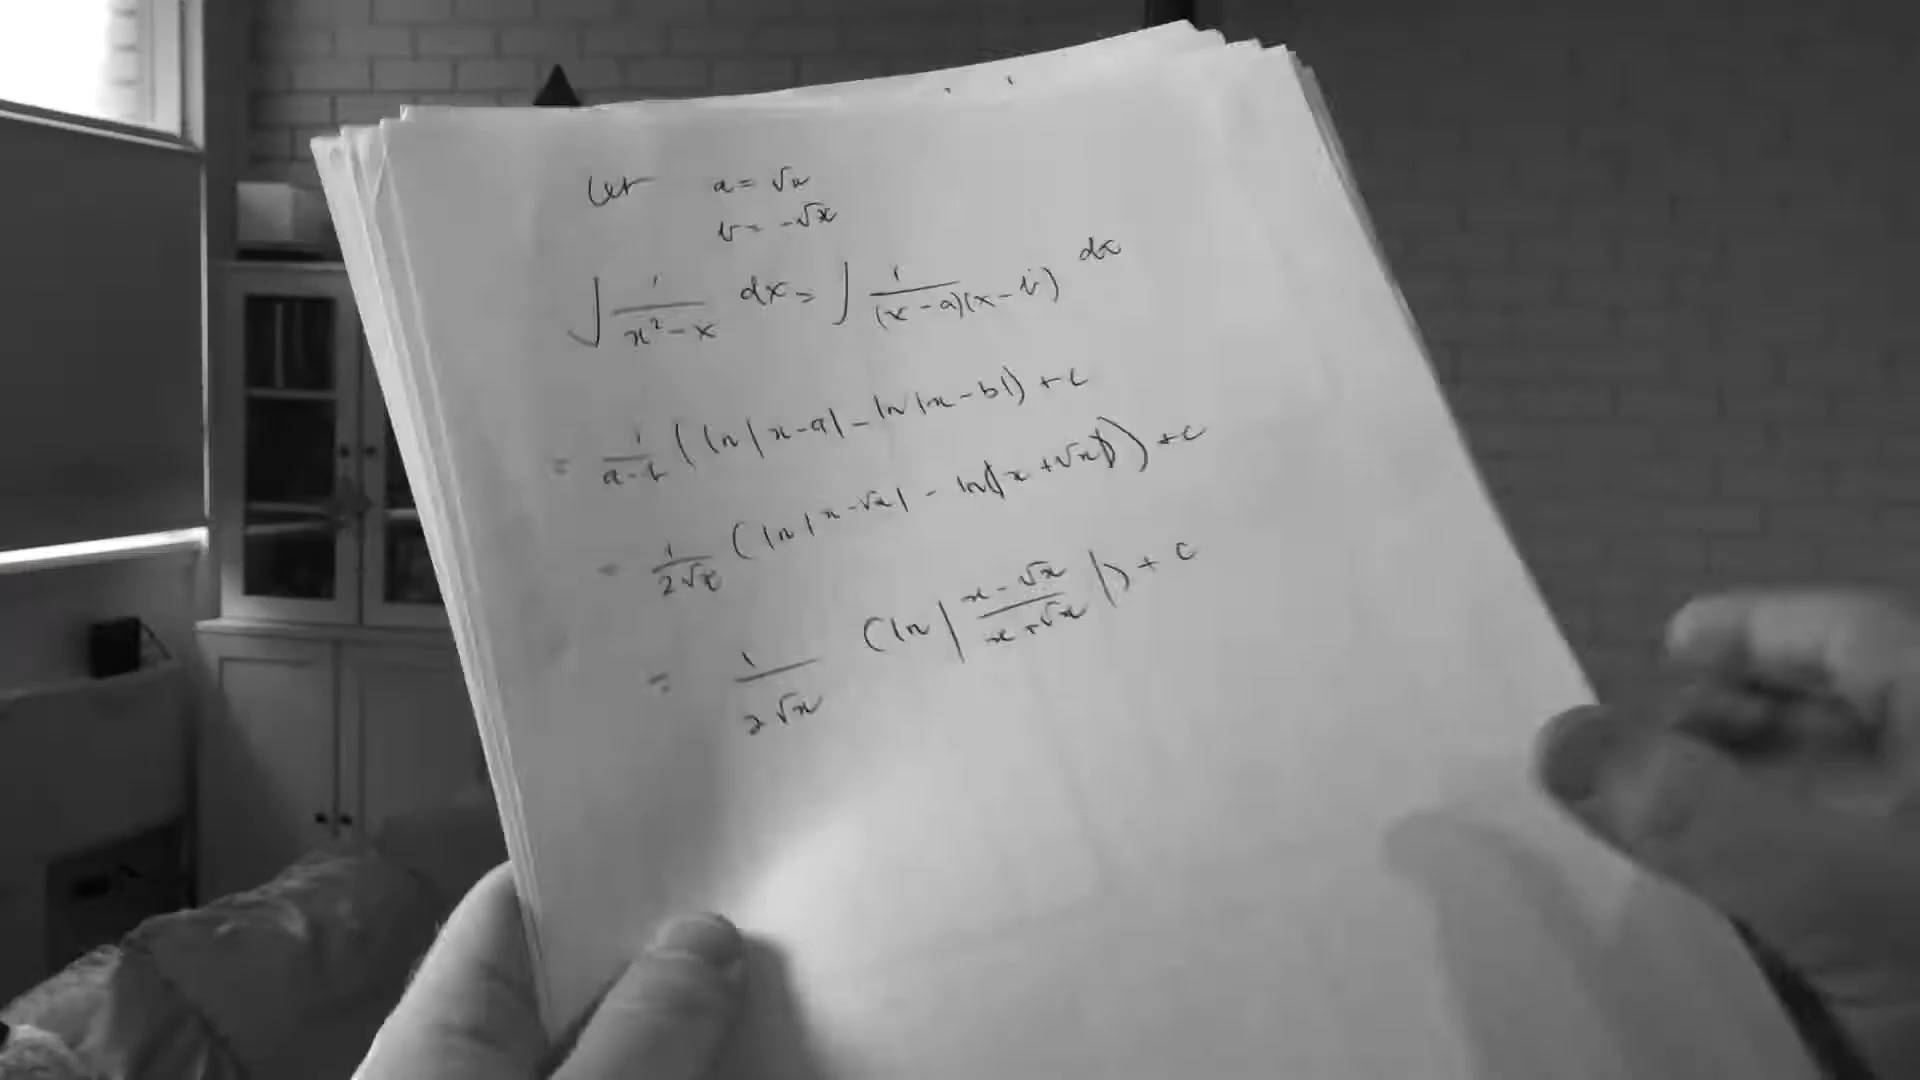 Let a = √x
b = -√x
∫ 1/(x² - x) dx = ∫ 1/((x - a)(x - b)) dx
= 1/(a - b) (ln|x - a| - ln|x - b|) + c
= 1/(2√x) (ln|x - √x| - ln|x + √x|) + c
= 1/(2√x) (ln|(x - √x)/(x + √x)|) + c